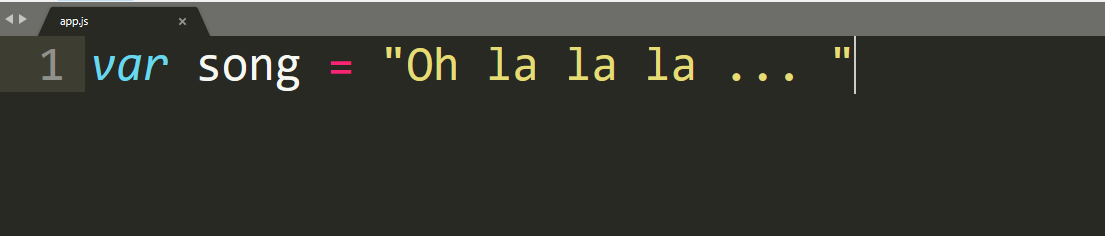 app.js ×
1 var song = "Oh la la la ... "